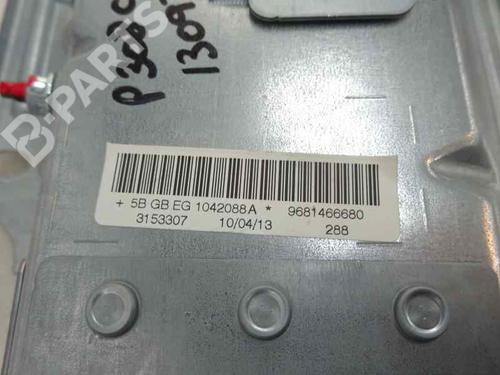 B-PARTS
+ 5B GB EG 1042088A * 9681466680
3153307 10/04/13 288